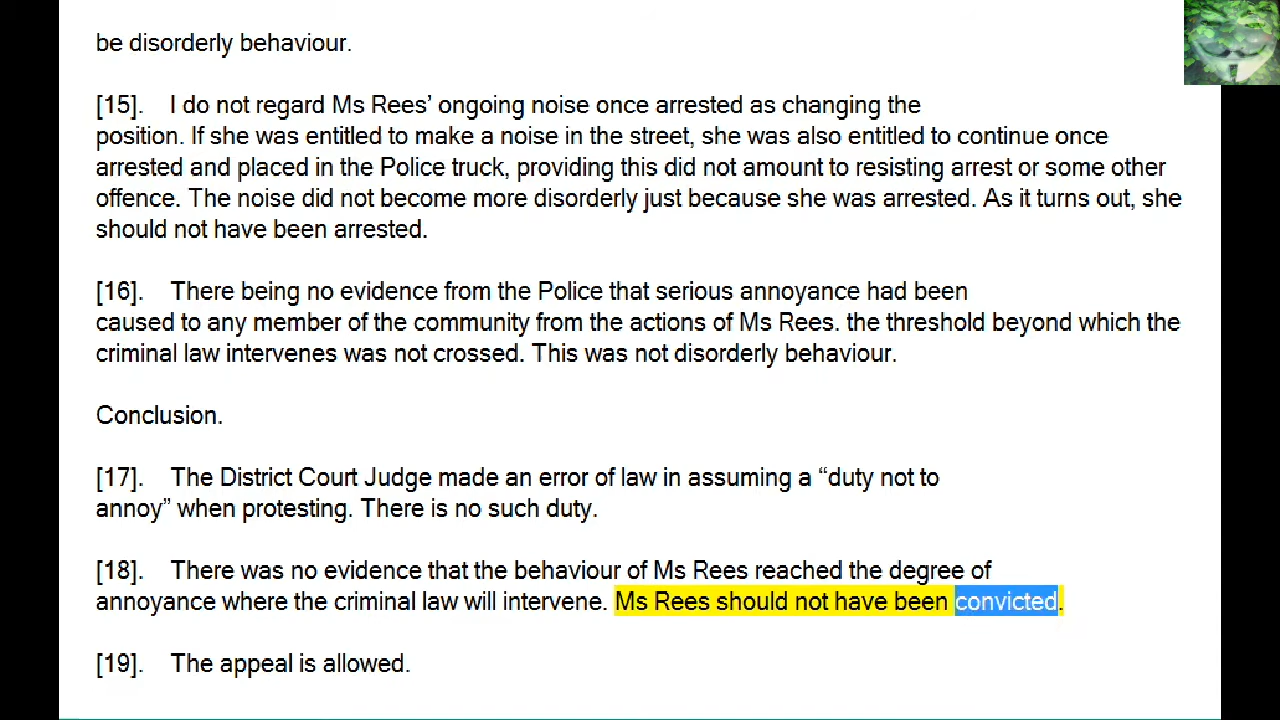 be disorderly behaviour.
[15]. I do not regard Ms Rees’ ongoing noise once arrested as changing the
position. If she was entitled to make a noise in the street, she was also entitled to continue once
arrested and placed in the Police truck, providing this did not amount to resisting arrest or some other
offence. The noise did not become more disorderly just because she was arrested. As it turns out, she
should not have been arrested.
[16]. There being no evidence from the Police that serious annoyance had been
caused to any member of the community from the actions of Ms Rees. the threshold beyond which the
criminal law intervenes was not crossed. This was not disorderly behaviour.
Conclusion.
[17]. The District Court Judge made an error of law in assuming a “duty not to
annoy” when protesting. There is no such duty.
[18]. There was no evidence that the behaviour of Ms Rees reached the degree of
annoyance where the criminal law will intervene. Ms Rees should not have been convicted.
[19]. The appeal is allowed.